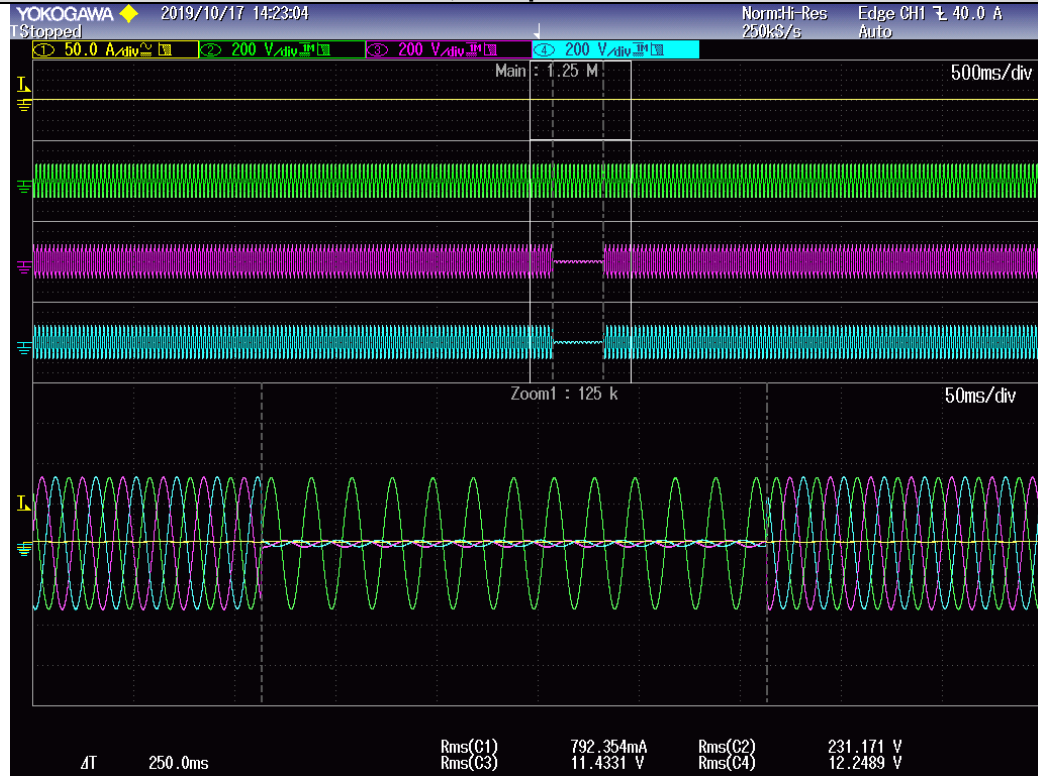 YOKOGAWA 2019/10/17 14:23:04 Norm:Hi-Res Edge CH1 40.0 A
Stopped 250kS/s Auto
1 50.0 A/div 2 200 V/div 1M 3 200 V/div 1M 4 200 V/div 1M
Main : 1.25 M 500ms/div
Zoom1 : 125 k 50ms/div
Rms(C1) 792.354mA Rms(C2) 231.171 V
ΔT 250.0ms Rms(C3) 11.4331 V Rms(C4) 12.2489 V